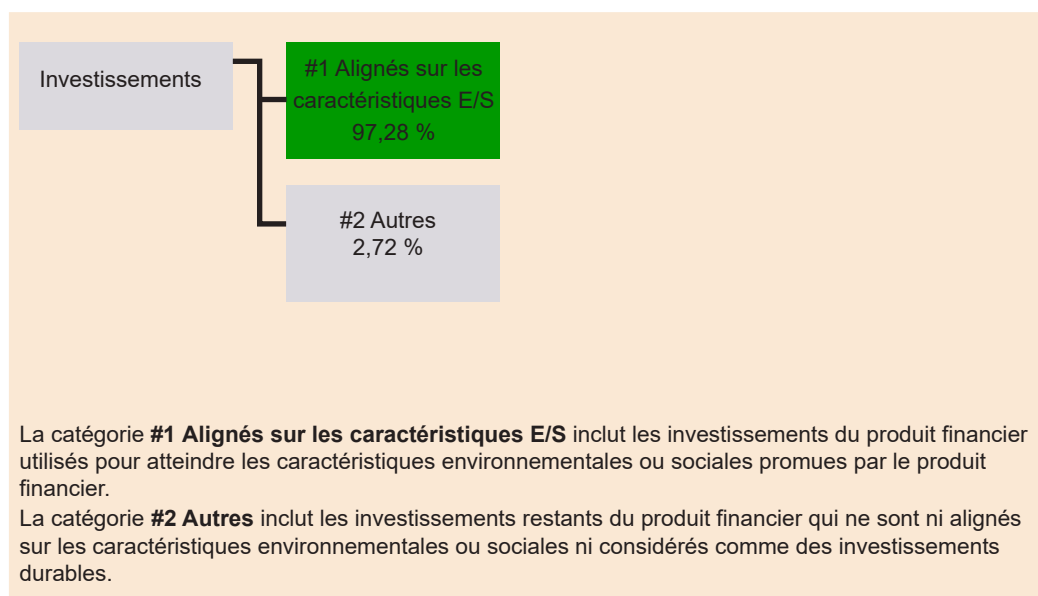 Investissements
#1 Alignés sur les
caractéristiques E/S
97,28 %
#2 Autres
2,72 %
La catégorie #1 Alignés sur les caractéristiques E/S inclut les investissements du produit financier
utilisés pour atteindre les caractéristiques environnementales ou sociales promues par le produit
financier.
La catégorie #2 Autres inclut les investissements restants du produit financier qui ne sont ni alignés
sur les caractéristiques environnementales ou sociales ni considérés comme des investissements
durables.